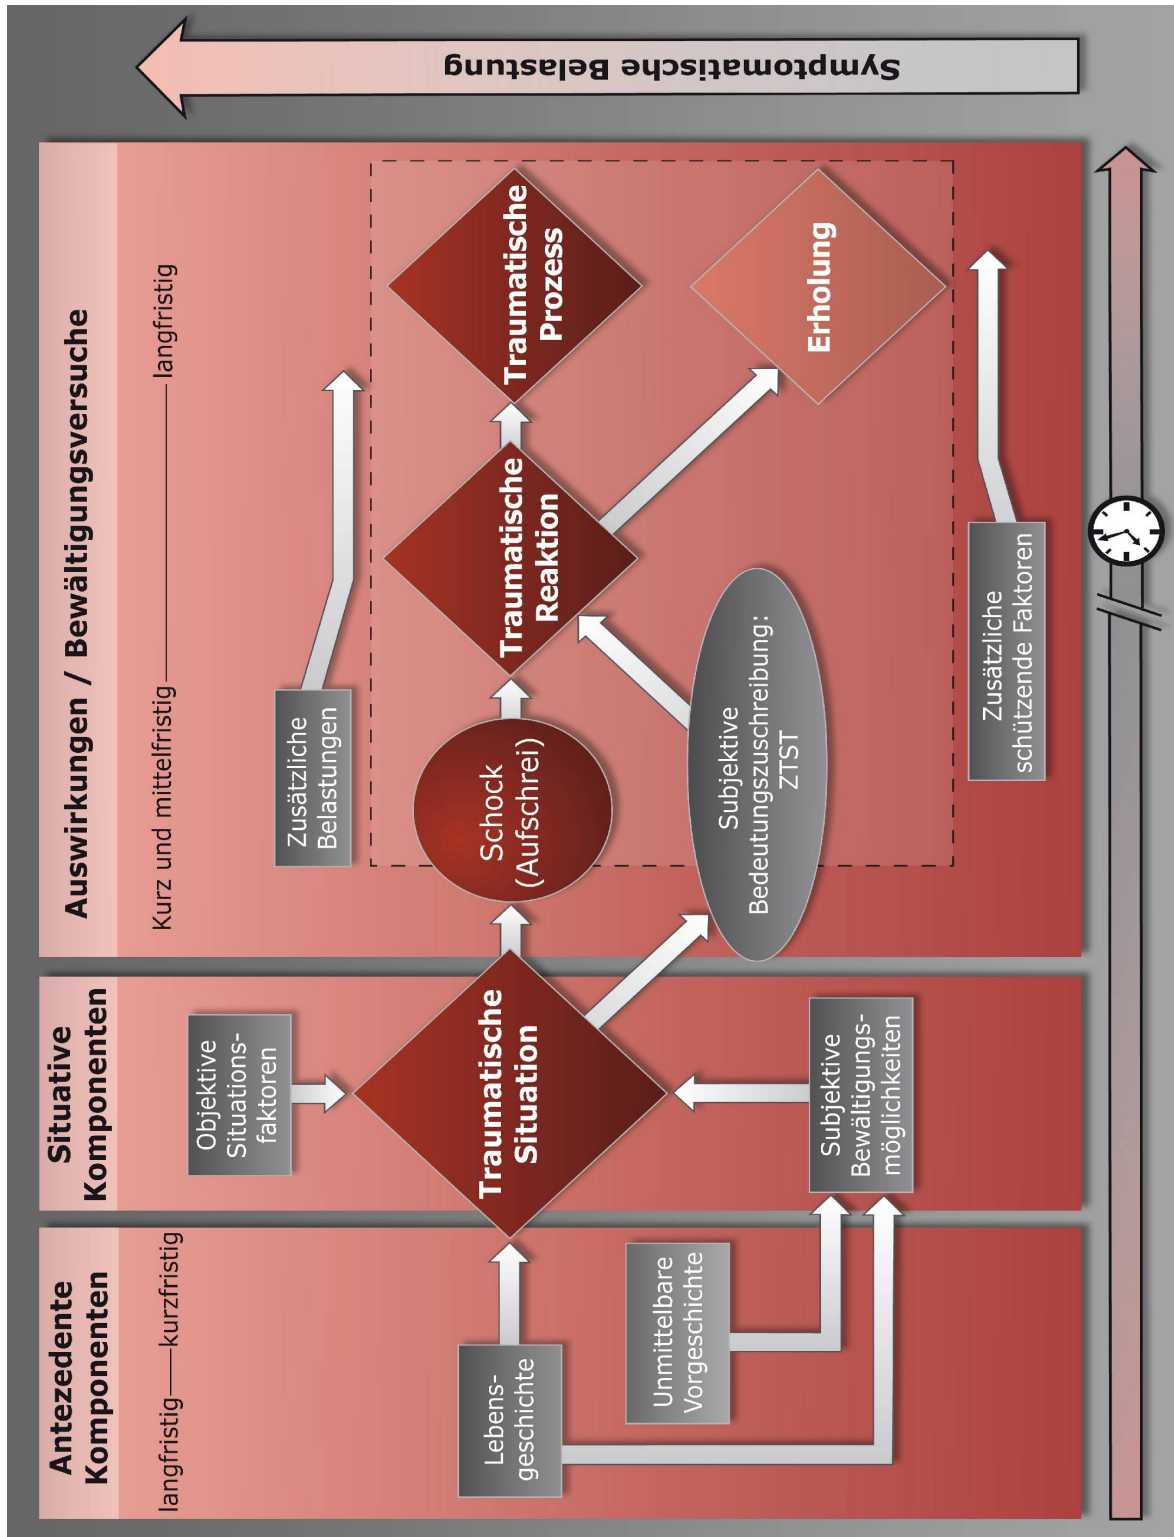 Antezedente
Komponenten
langfristig
kurzfristig
Lebens-
geschichte
Unmittelbare
Vorgeschichte
Situative
Komponenten
Objektive
Situations-
faktoren
Traumatische
Situation
Subjektive
Bewältigungs-
möglichkeiten
Auswirkungen / Bewältigungsversuche
Kurz und mittelfristig
langfristig
Zusätzliche
Belastungen
Schock
(Aufschrei)
Traumatische
Reaktion
Traumatische
Prozess
Subjektive
Bedeutungszuschreibung:
ZTST
Erholung
Zusätzliche
schützende Faktoren
Symptomatische Belastung